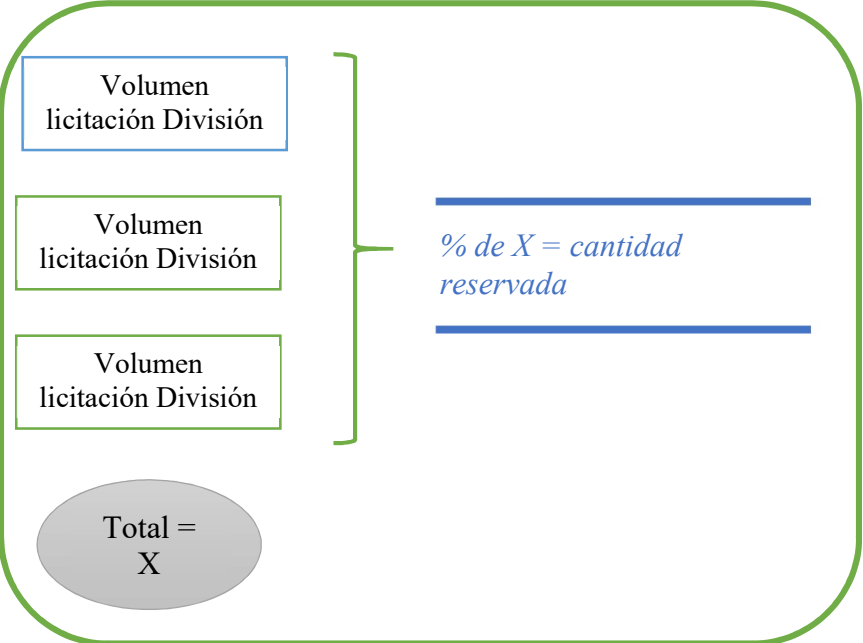 Volumen
licitación División
Volumen
licitación División
Volumen
licitación División
Total =
X
% de X = cantidad
reservada